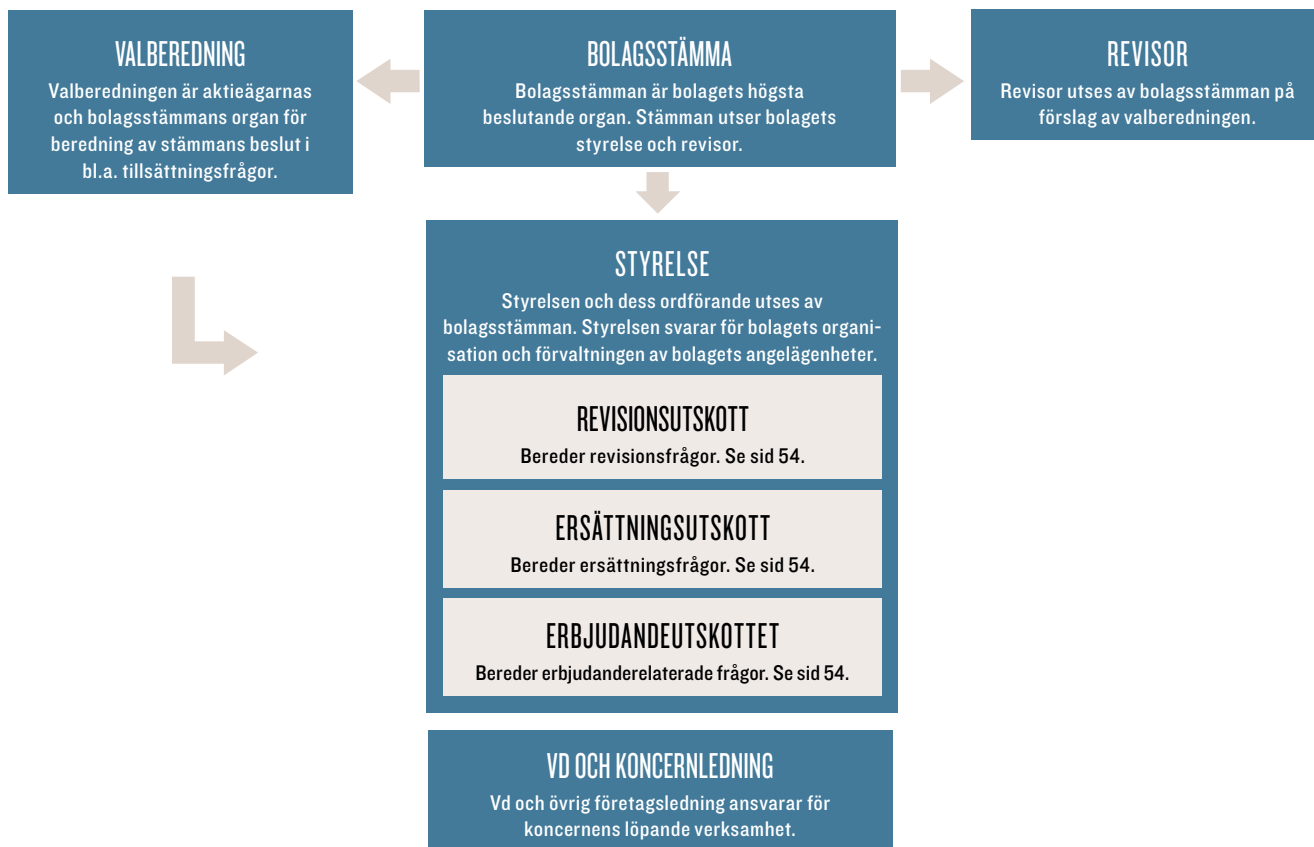 VALBEREDNING
Valberedningen är aktieägarnas
och bolagsstämmans organ för
beredning av stämmans beslut i
bl.a. tillsättningsfrågor.
BOLAGSSTÄMMA
Bolagsstämman är bolagets högsta
beslutande organ. Stämman utser bolagets
styrelse och revisor.
REVISOR
Revisor utses av bolagsstämman på
förslag av valberedningen.
STYRELSE
Styrelsen och dess ordförande utses av
bolagsstämman. Styrelsen svarar för bolagets organi-
sation och förvaltningen av bolagets angelägenheter.
REVISIONSUTSKOTT
Bereder revisionsfrågor. Se sid 54.
ERSÄTTNINGSUTSKOTT
Bereder ersättningsfrågor. Se sid 54.
ERBJUDANDEUTSKOTTET
Bereder erbjudanderelaterade frågor. Se sid 54.
VD OCH KONCERNLEDNING
Vd och övrig företagsledning ansvarar för
koncernens löpande verksamhet.